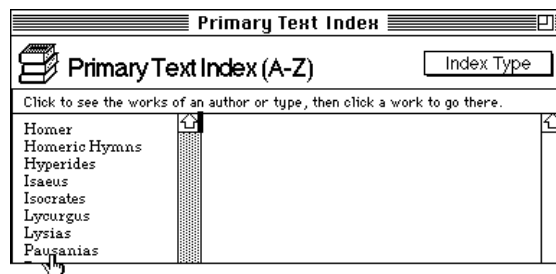 Primary Text Index
Primary Text Index (A-Z)
Index Type
Click to see the works of an author or type, then click a work to go there.
Homer
Homeric Hymns
Hyperides
Isaeus
Isocrates
Lycurgus
Lysias
Pausanias